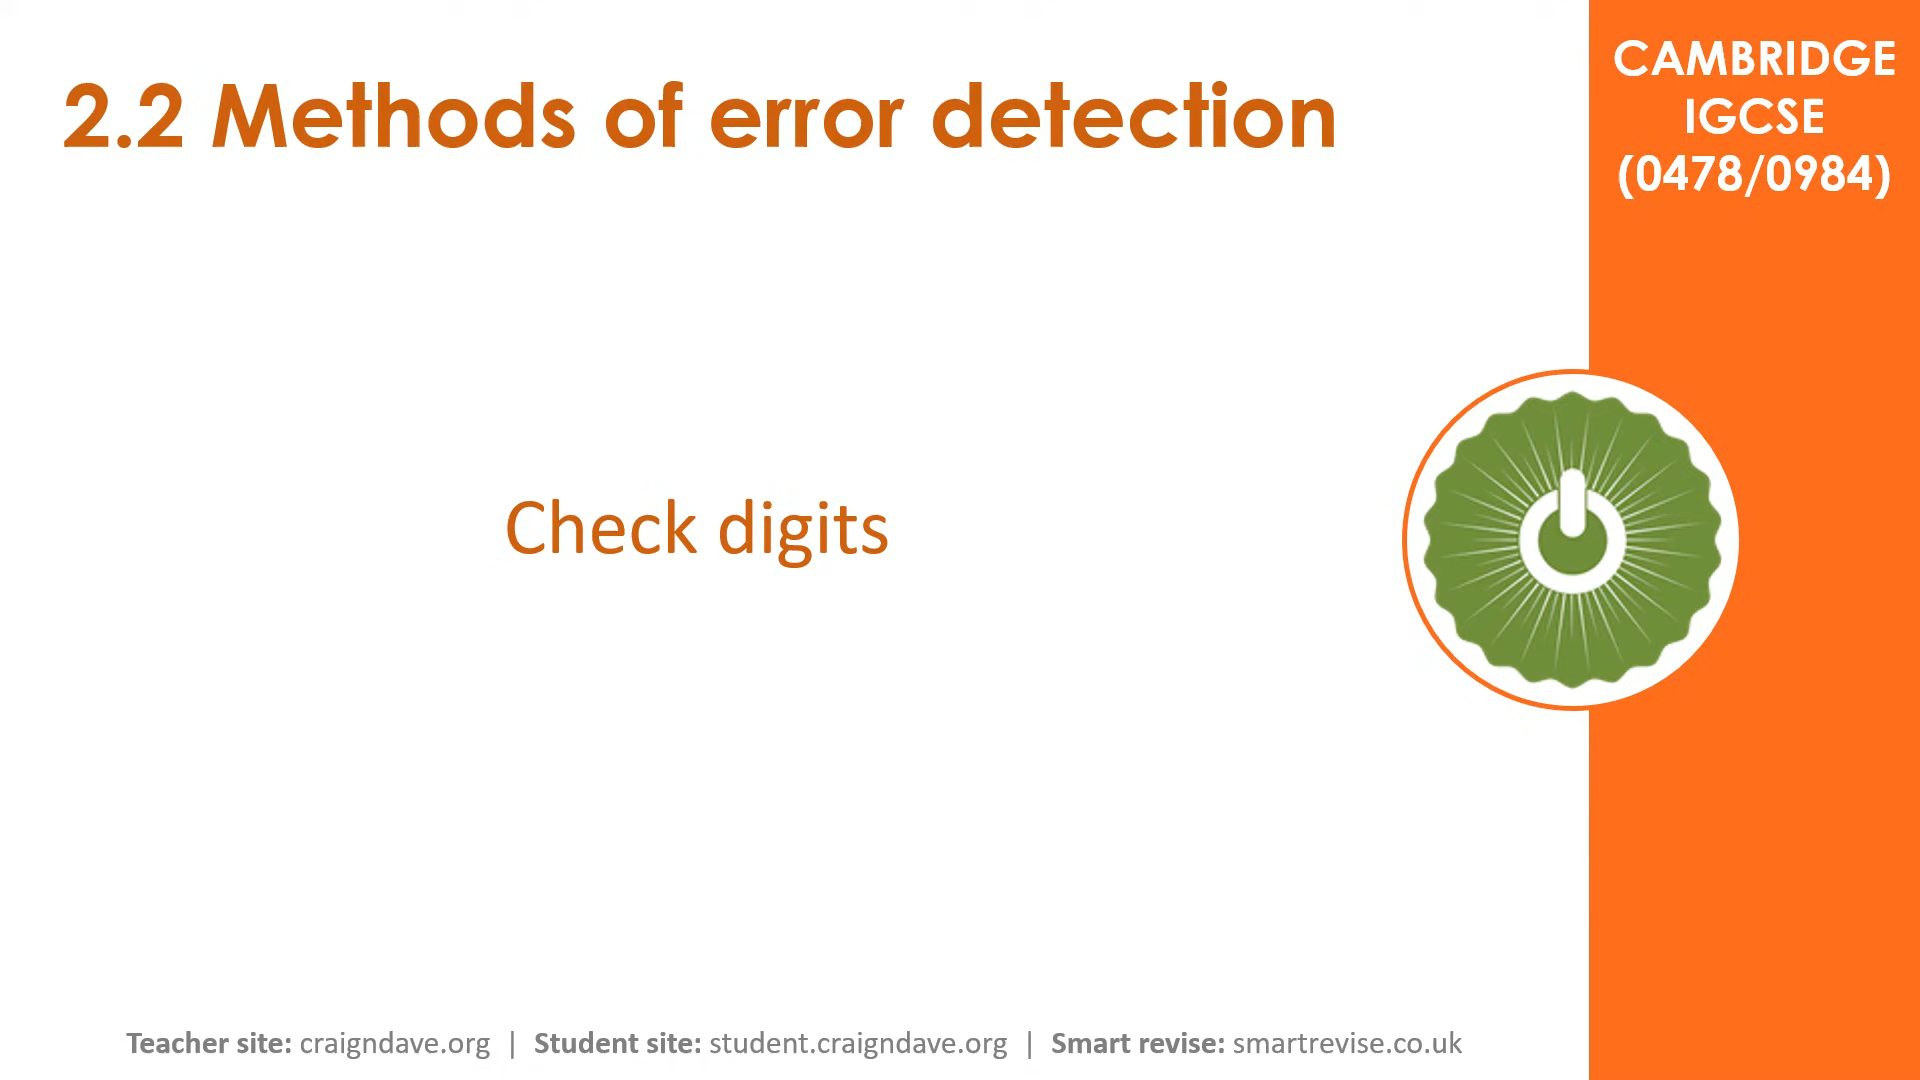 2.2 Methods of error detection
CAMBRIDGE
IGCSE
(0478/0984)
Check digits
Teacher site: craigndave.org | Student site: student.craigndave.org | Smart revise: smartrevise.co.uk